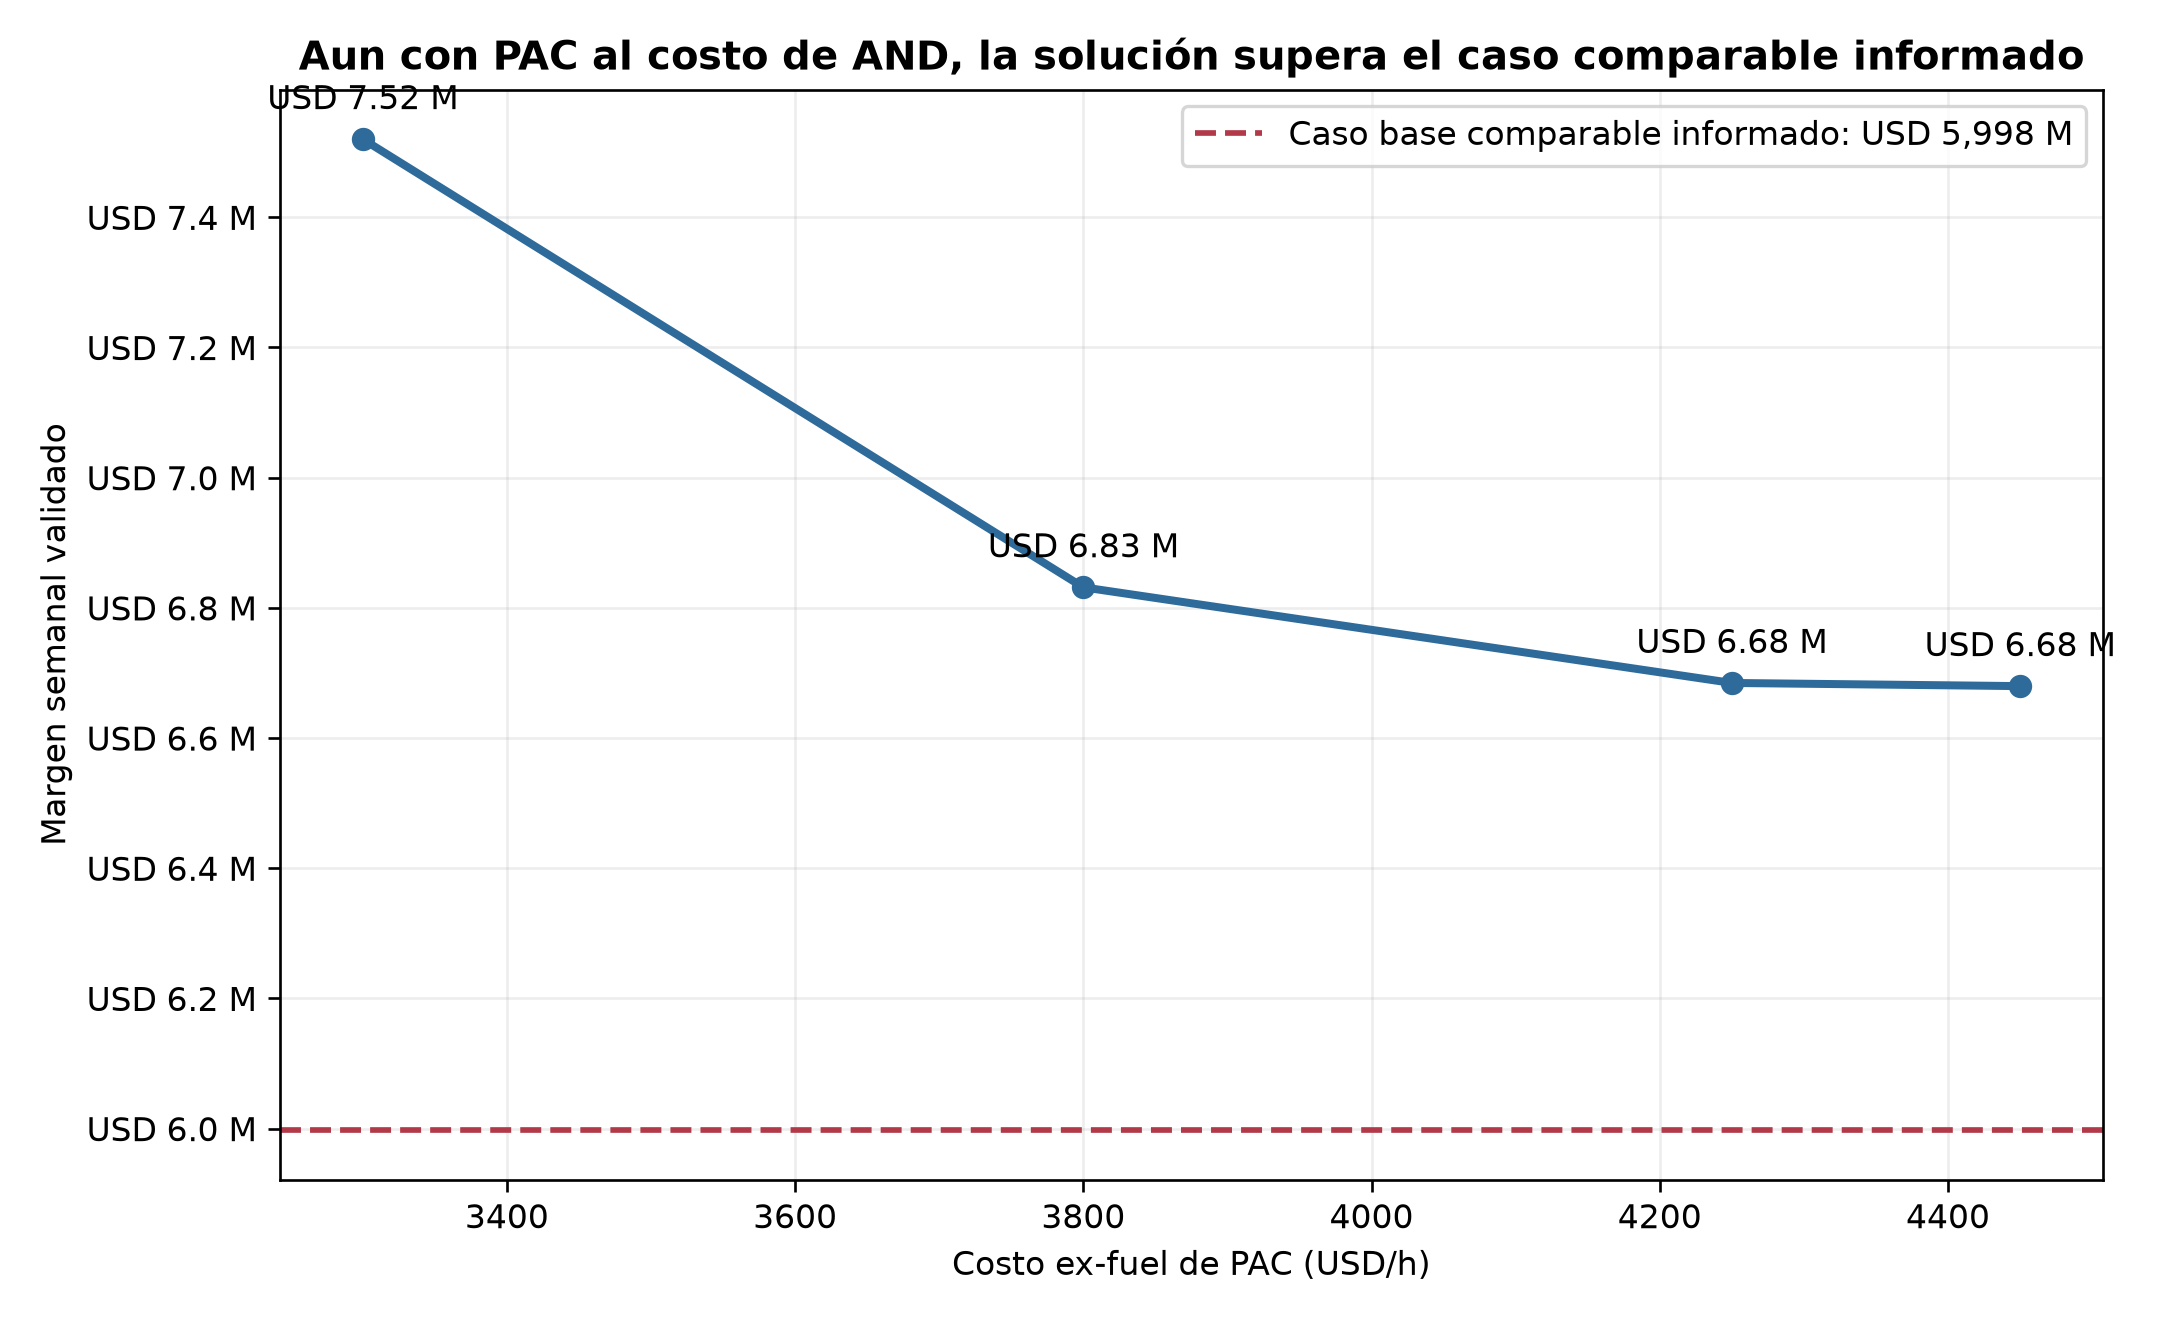 Aun con PAC al costo de AND, la solución supera el caso comparable informado
USD 7.52 M
Caso base comparable informado: USD 5,998 M
USD 7.4 M
USD 7.2 M
USD 7.0 M
USD 6.83 M
USD 6.8 M
USD 6.68 M
USD 6.68 M
USD 6.6 M
USD 6.4 M
USD 6.2 M
USD 6.0 M
Margen semanal validado
3400
3600
3800
4000
4200
4400
Costo ex-fuel de PAC (USD/h)